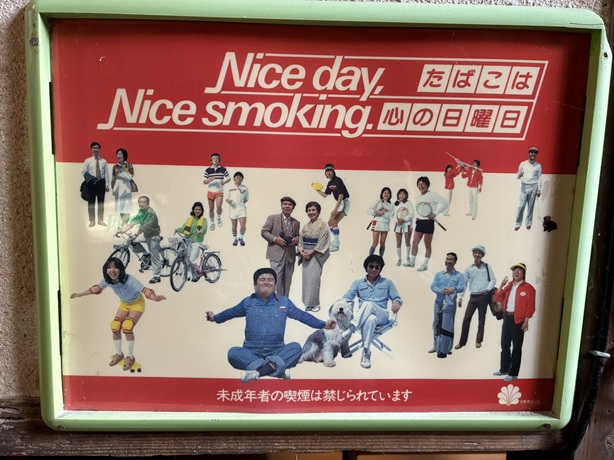 Nice day, たばこは
Nice smoking. 心の日曜日
未成年者の喫煙は禁じられています